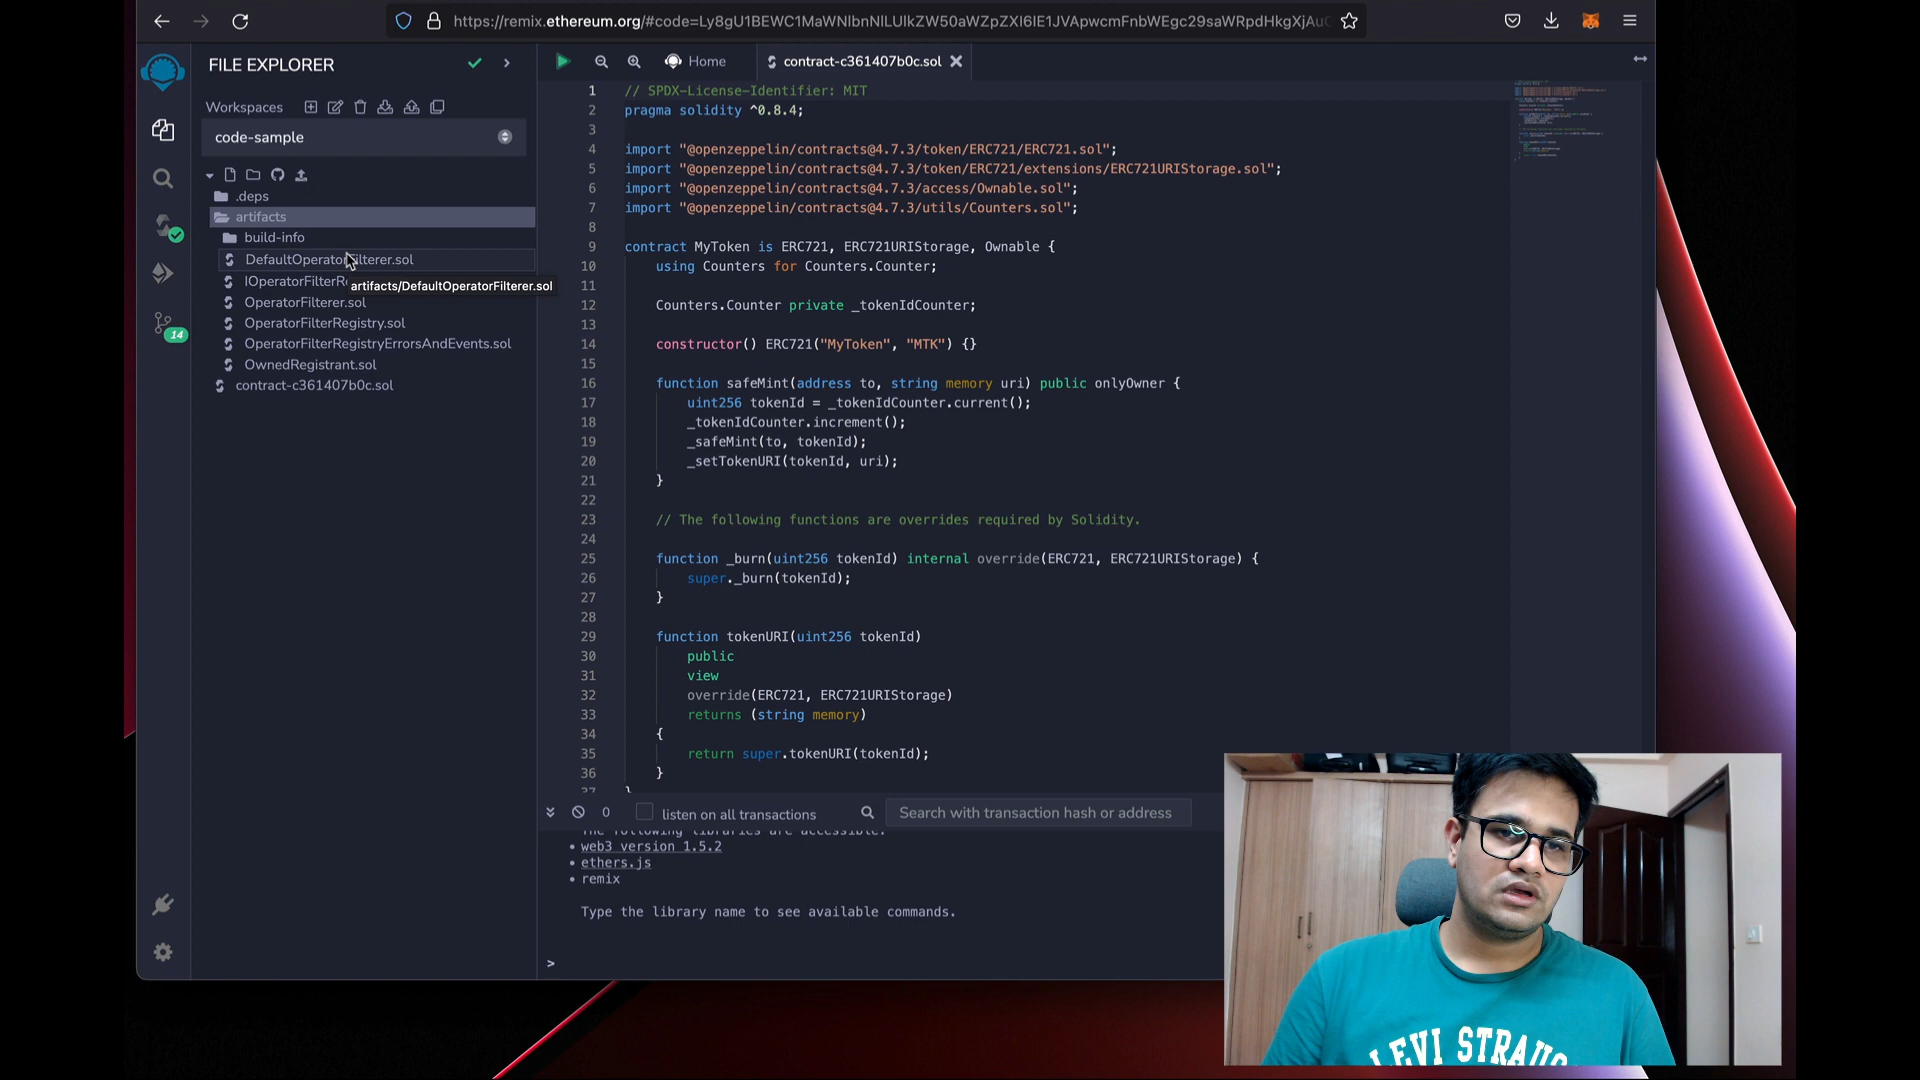 https://remix.ethereum.org/#code=Ly8gU1BEWC1MaWNlbnNlLUlkZW50aWZpZXI6IE1JVApwcmFnbWEgc29saWRpdHkgXjAuC
FILE EXPLORER
Home
contract-c361407b0c.sol
Workspaces
code-sample
.deps
artifacts
build-info
DefaultOperatorFilterer.sol
IOperatorFilterR
artifacts/DefaultOperatorFilterer.sol
OperatorFilterer.sol
OperatorFilterRegistry.sol
14
OperatorFilterRegistryErrorsAndEvents.sol
OwnedRegistrant.sol
contract-c361407b0c.sol
1 // SPDX-License-Identifier: MIT
2 pragma solidity ^0.8.4;
3
4 import "@openzeppelin/contracts@4.7.3/token/ERC721/ERC721.sol";
5 import "@openzeppelin/contracts@4.7.3/token/ERC721/extensions/ERC721URIStorage.sol";
6 import "@openzeppelin/contracts@4.7.3/access/Ownable.sol";
7 import "@openzeppelin/contracts@4.7.3/utils/Counters.sol";
8
9 contract MyToken is ERC721, ERC721URIStorage, Ownable {
10 using Counters for Counters.Counter;
11
12 Counters.Counter private _tokenIdCounter;
13
14 constructor() ERC721("MyToken", "MTK") {}
15
16 function safeMint(address to, string memory uri) public onlyOwner {
17 uint256 tokenId = _tokenIdCounter.current();
18 _tokenIdCounter.increment();
19 _safeMint(to, tokenId);
20 _setTokenURI(tokenId, uri);
21 }
22
23 // The following functions are overrides required by Solidity.
24
25 function _burn(uint256 tokenId) internal override(ERC721, ERC721URIStorage) {
26 super._burn(tokenId);
27 }
28
29 function tokenURI(uint256 tokenId)
30 public
31 view
32 override(ERC721, ERC721URIStorage)
33 returns (string memory)
34 {
35 return super.tokenURI(tokenId);
36 }
37 }
0 listen on all transactions
Search with transaction hash or address
The following libraries are accessible:
• web3 version 1.5.2
• ethers.js
• remix
Type the library name to see available commands.
>
LEVI STRAUS